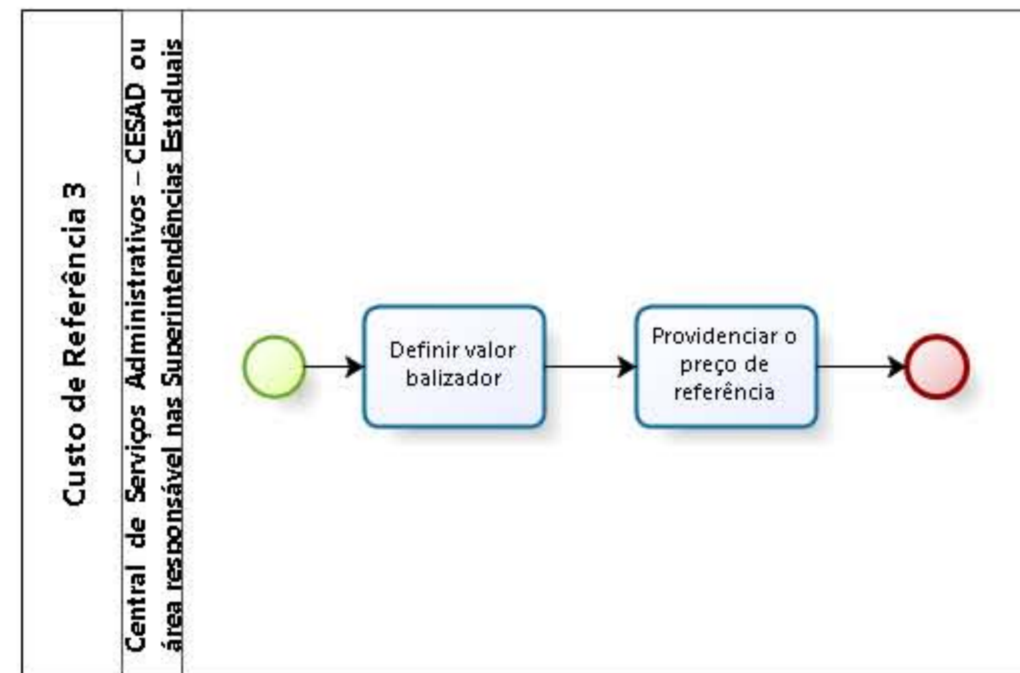 Custo de Referência 3
Central de Serviços Administrativos – CESAD ou
área responsável nas Superintendências Estaduais
Definir valor
balizador
Providenciar o
preço de
referência